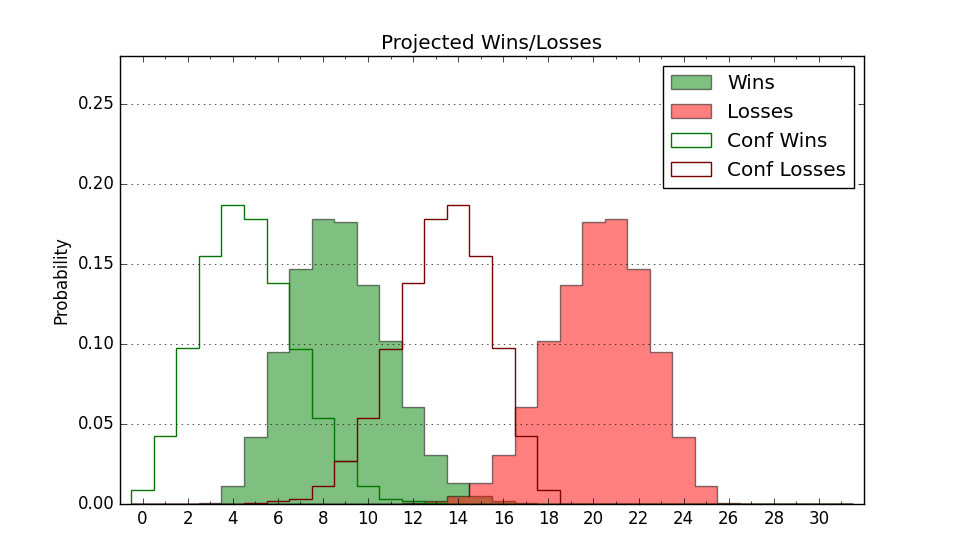 Projected Wins/Losses
Probability
0.25
0.20
0.15
0.10
0.05
0.00
Wins
Losses
Conf Wins
Conf Losses
0 2 4 6 8 10 12 14 16 18 20 22 24 26 28 30